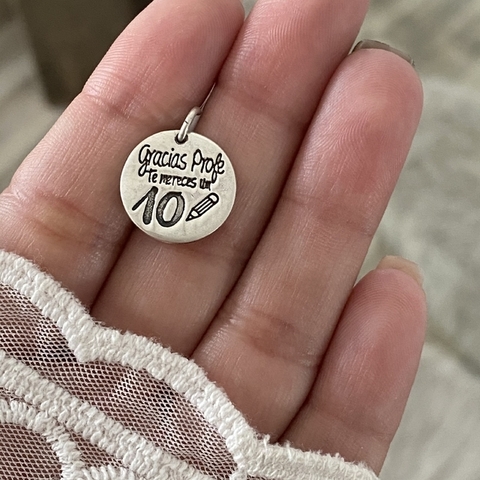 Gracias Profe
Te mereces un
10